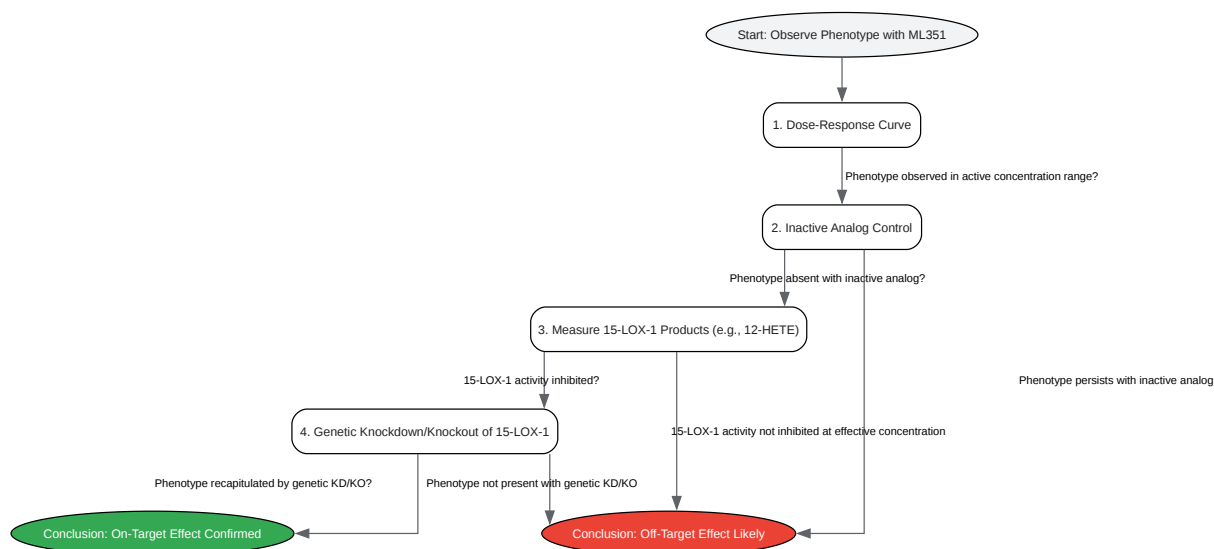 Start: Observe Phenotype with ML351
1. Dose-Response Curve
Phenotype observed in active concentration range?
2. Inactive Analog Control
Phenotype absent with inactive analog?
3. Measure 15-LOX-1 Products (e.g., 12-HETE)
15-LOX-1 activity inhibited?
Phenotype persists with inactive analog
4. Genetic Knockdown/Knockout of 15-LOX-1
15-LOX-1 activity not inhibited at effective concentration
Phenotype recapitulated by genetic KD/KO?
Phenotype not present with genetic KD/KO
Conclusion: On-Target Effect Confirmed
Conclusion: Off-Target Effect Likely